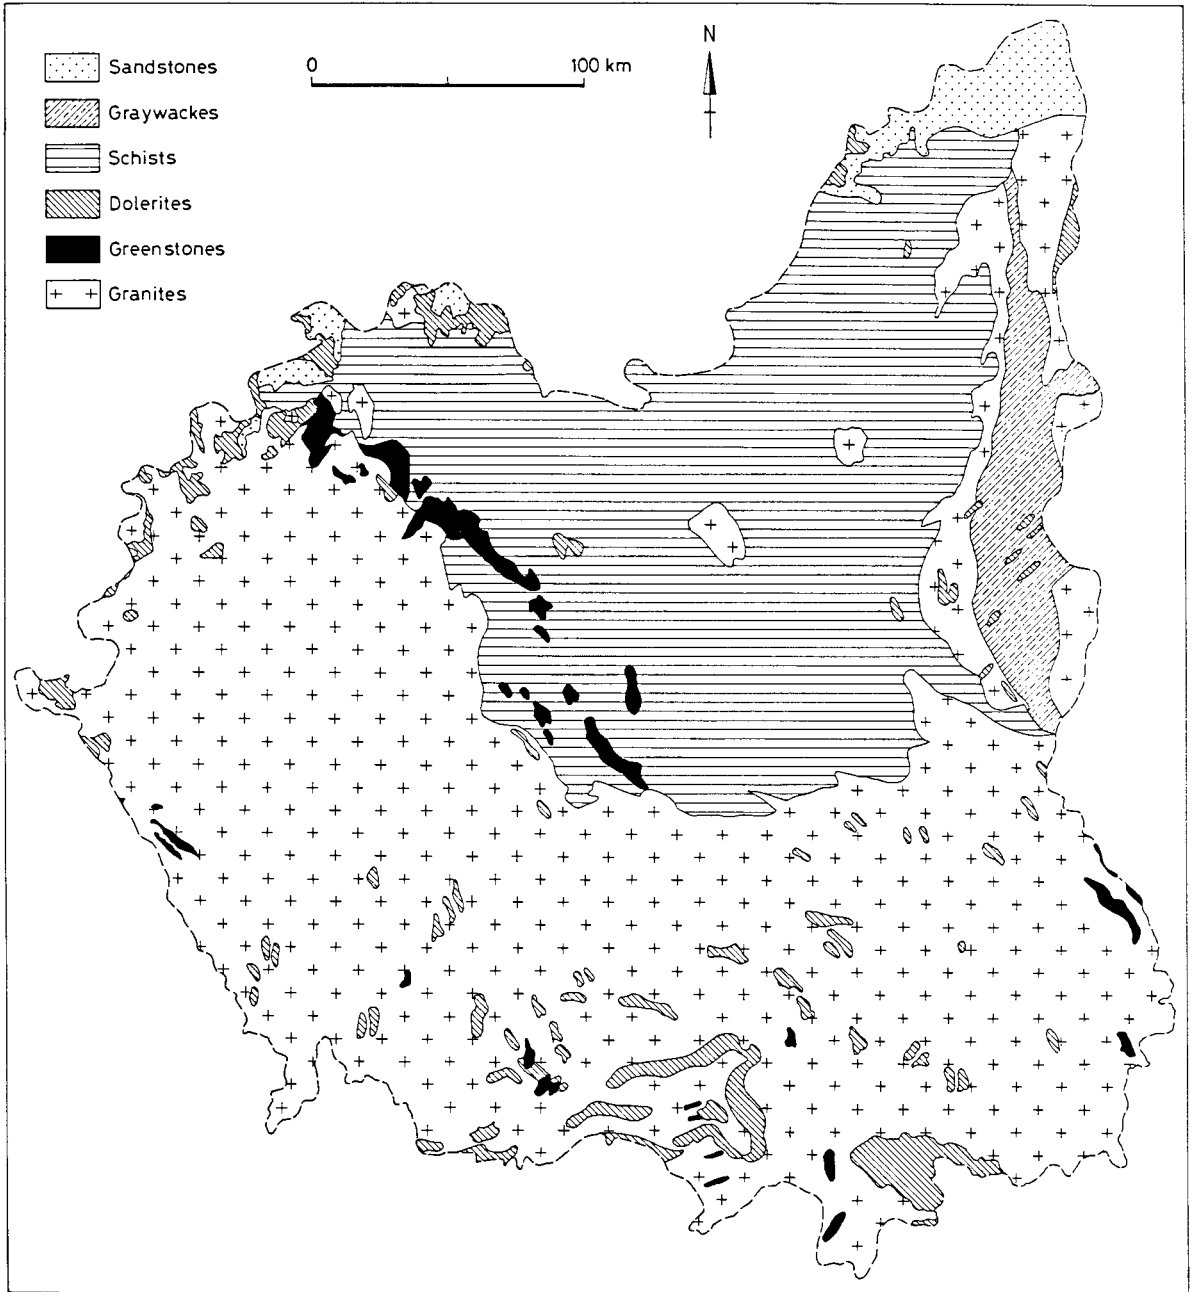 Sandstones
Graywackes
Schists
Dolerites
Greenstones
Granites
0 100 km
N